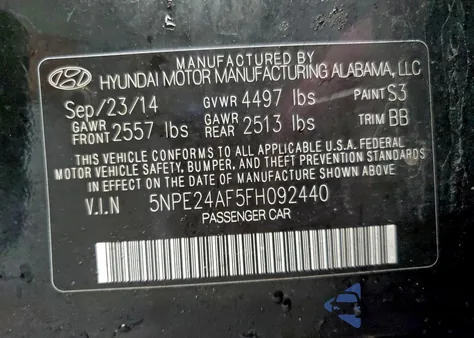 MANUFACTURED BY
HYUNDAI MOTOR MANUFACTURING ALABAMA, LLC
Sep/23/14 GVWR 4497 lbs PAINT S3
GAWR FRONT 2557 lbs GAWR REAR 2513 lbs TRIM BB
THIS VEHICLE CONFORMS TO ALL APPLICABLE U.S.A. FEDERAL
MOTOR VEHICLE SAFETY, BUMPER, AND THEFT PREVENTION STANDARDS
IN EFFECT ON THE DATE OF MANUFACTURE SHOWN ABOVE.
V.I.N 5NPE24AF5FH092440
PASSENGER CAR